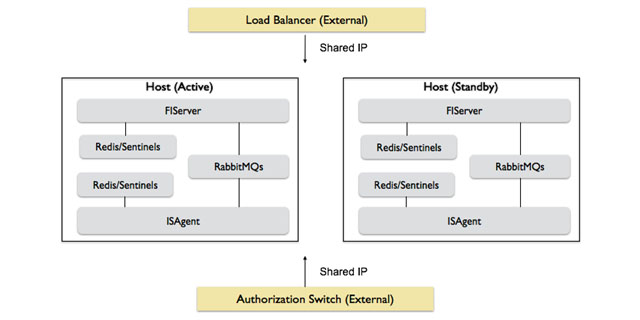 Load Balancer (External)
Shared IP
Host (Active)
FIServer
Redis/Sentinels
RabbitMQs
Redis/Sentinels
ISAgent
Host (Standby)
FIServer
Redis/Sentinels
RabbitMQs
Redis/Sentinels
ISAgent
Shared IP
Authorization Switch (External)